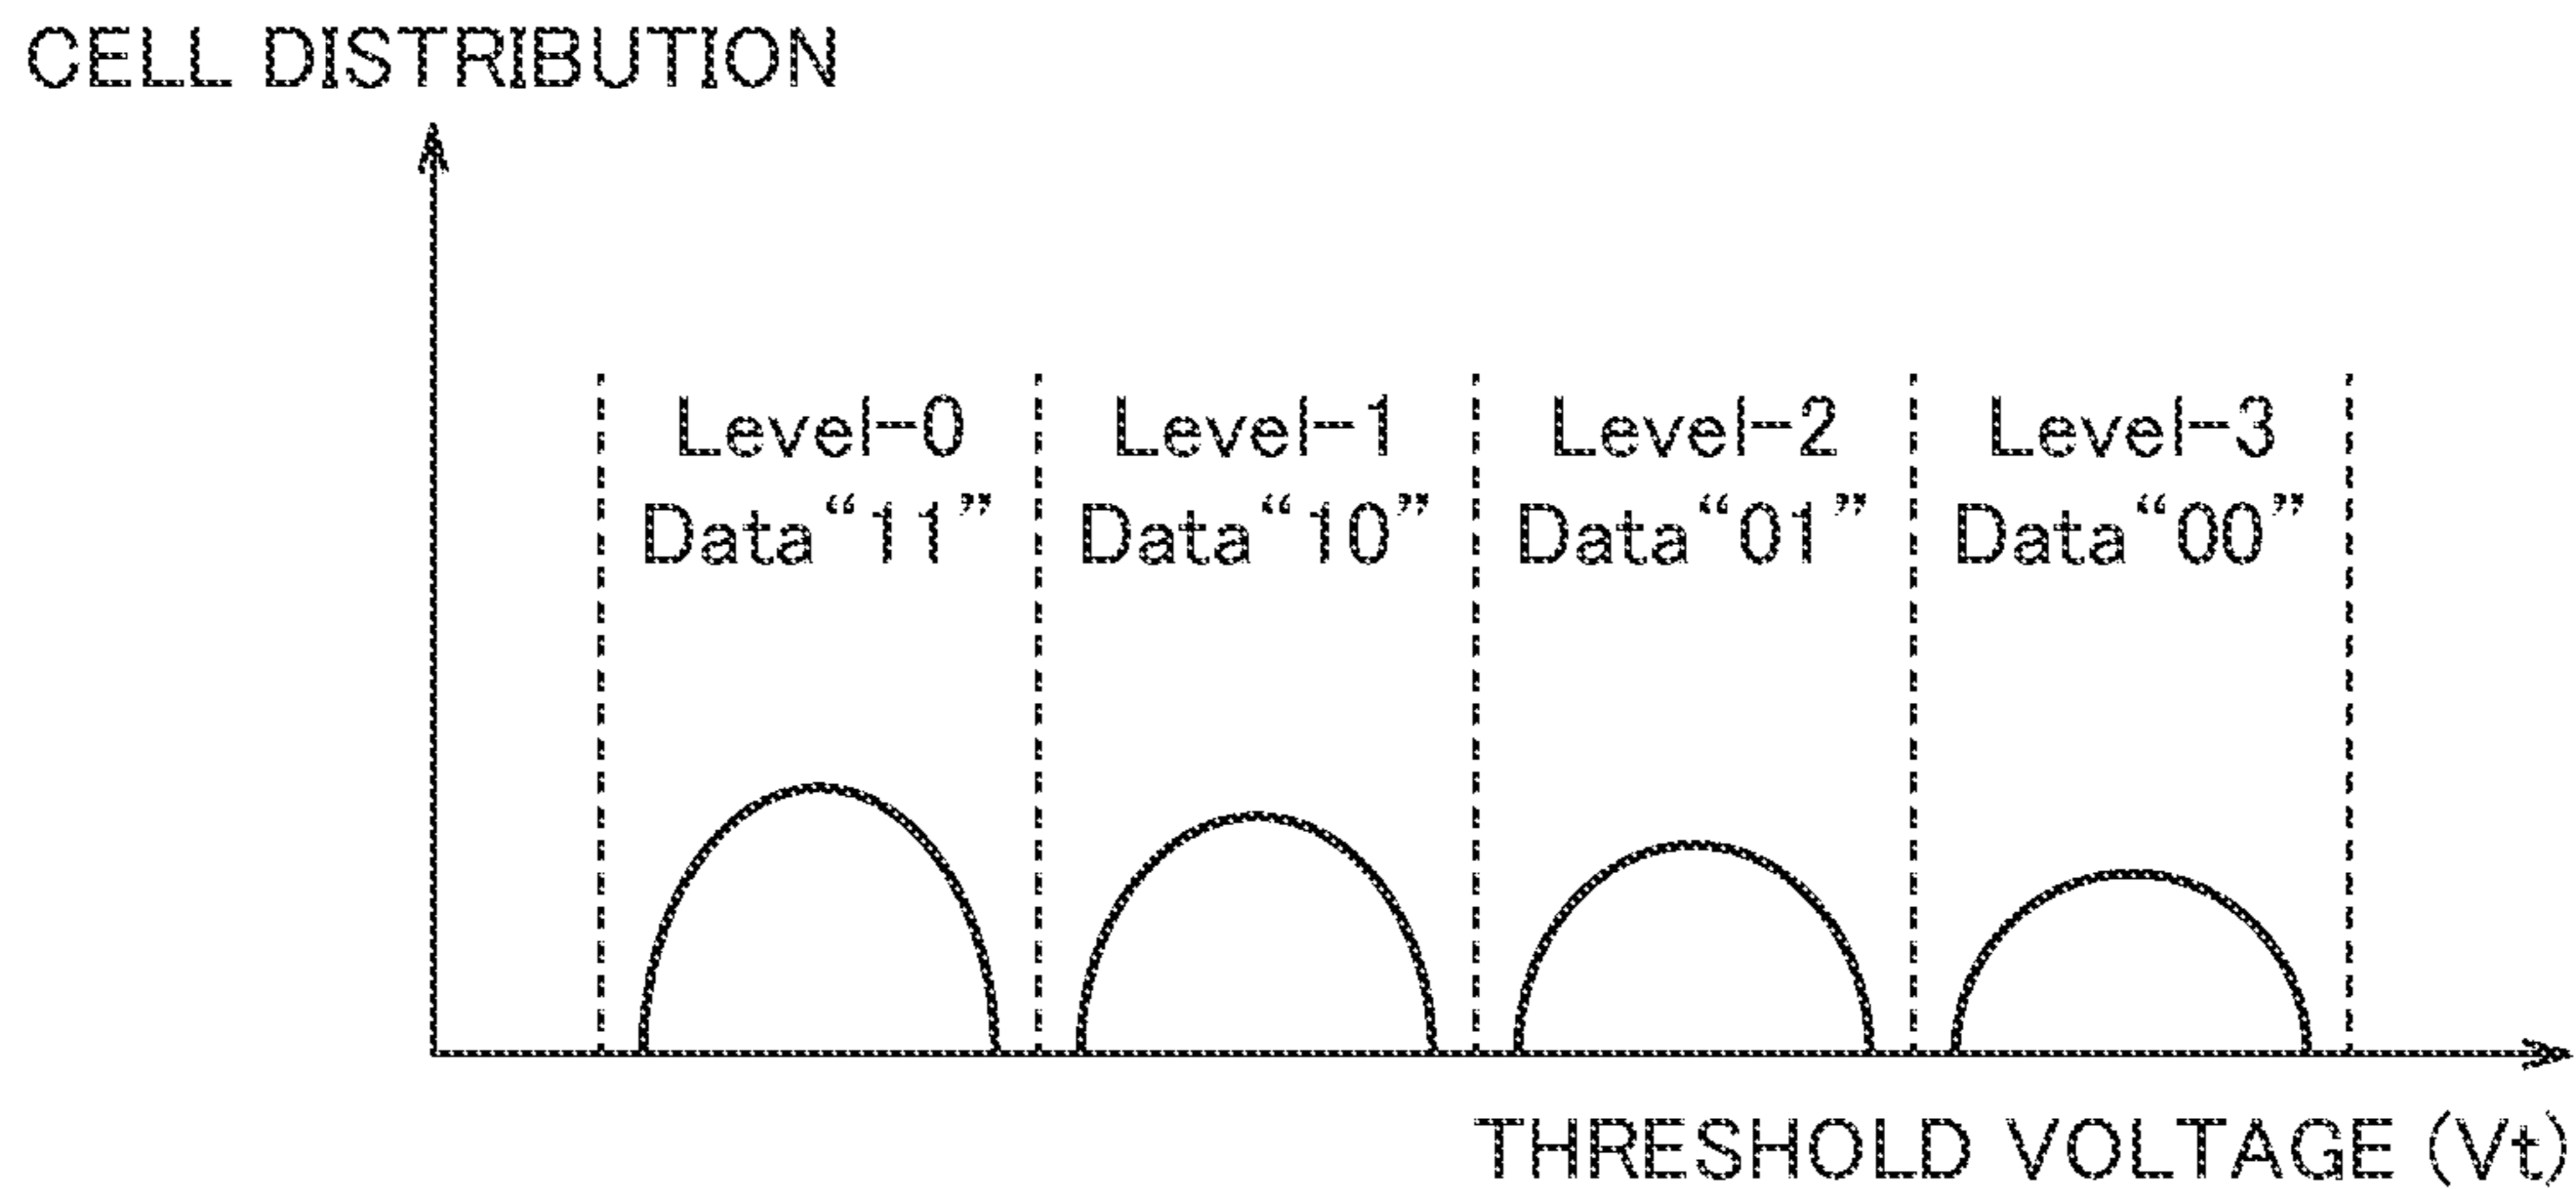 CELL DISTRIBUTION
Level-0 Level-1 Level-2 Level-3
Data“11” Data“10” Data“01” Data“00”
THRESHOLD VOLTAGE (Vt)